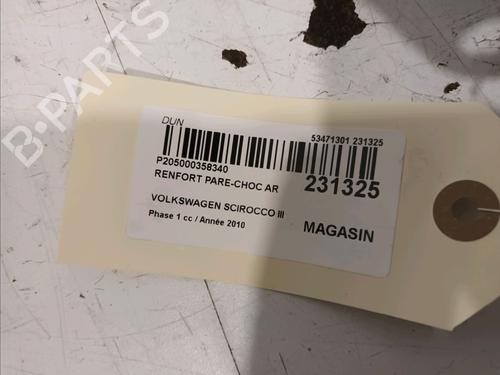 B-PARTS
DUN
53471301 231325
P205000358340
RENFORT PARE-CHOC AR
231325
VOLKSWAGEN SCIROCCO III
Phase 1 cc / Année 2010
MAGASIN